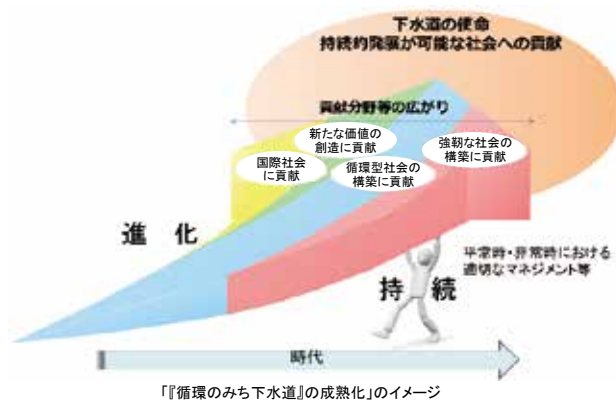 下水道の使命
持続的発展が可能な社会への貢献
貢献分野等の広がり
新たな価値の
創造に貢献
強靭な社会の
構築に貢献
国際社会
に貢献
循環型社会の
構築に貢献
進 化
平常時・非常時における
適切なマネジメント等
持 続
時代
「『循環のみち下水道』の成熟化」のイメージ